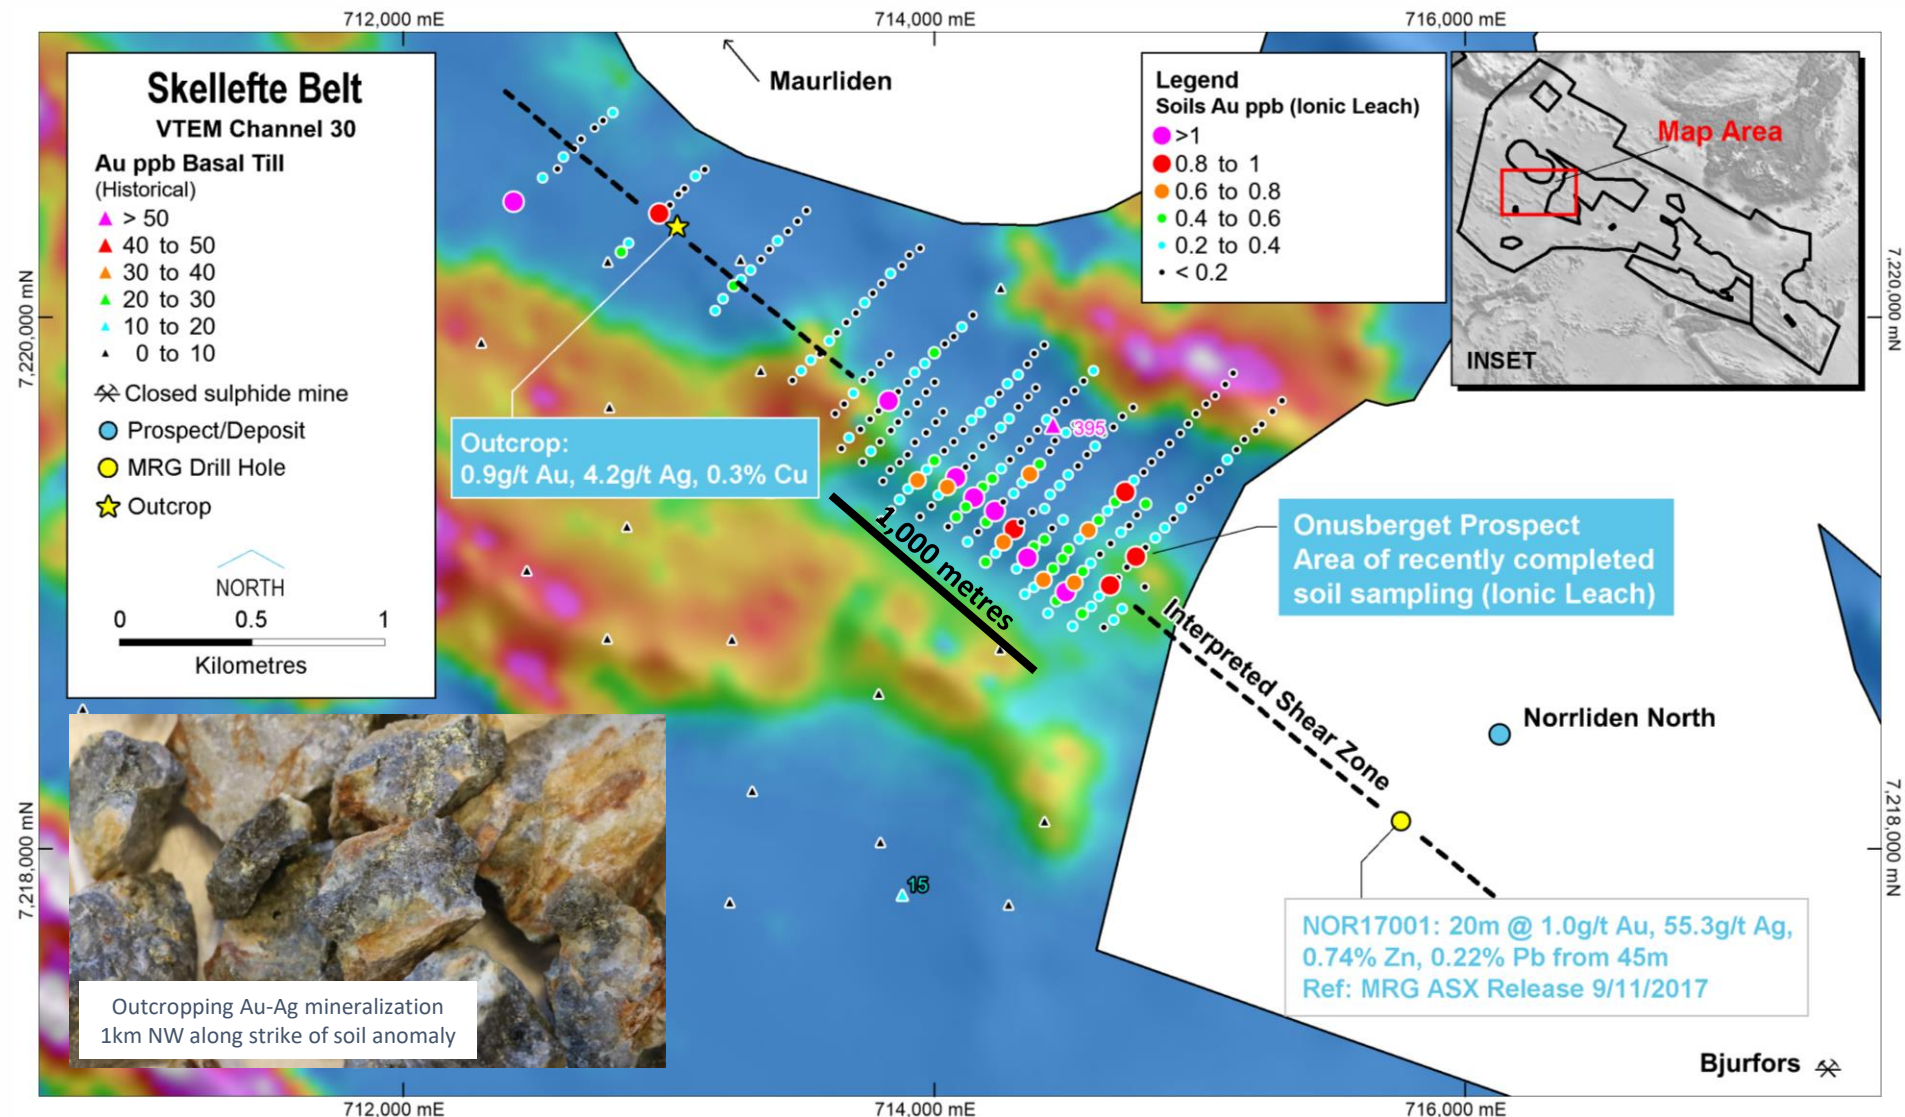 712,000 mE
714,000 mE
716,000 mE
Skellefte Belt
VTEM Channel 30
Au ppb Basal Till
(Historical)
> 50
40 to 50
30 to 40
20 to 30
10 to 20
0 to 10
Closed sulphide mine
Prospect/Deposit
MRG Drill Hole
Outcrop
NORTH
0 0.5 1
Kilometres
Maurliden
Legend
Soils Au ppb (Ionic Leach)
>1
0.8 to 1
0.6 to 0.8
0.4 to 0.6
0.2 to 0.4
< 0.2
Map Area
INSET
7,220,000 mN
7,220,000 mN
Outcrop:
0.9g/t Au, 4.2g/t Ag, 0.3% Cu
395
1,000 metres
Onusberget Prospect
Area of recently completed
soil sampling (Ionic Leach)
Interpreted Shear Zone
Norrliden North
15
7,218,000 mN
7,218,000 mN
NOR17001: 20m @ 1.0g/t Au, 55.3g/t Ag,
0.74% Zn, 0.22% Pb from 45m
Ref: MRG ASX Release 9/11/2017
Outcropping Au-Ag mineralization
1km NW along strike of soil anomaly
Bjurfors
712,000 mE
714,000 mE
716,000 mE